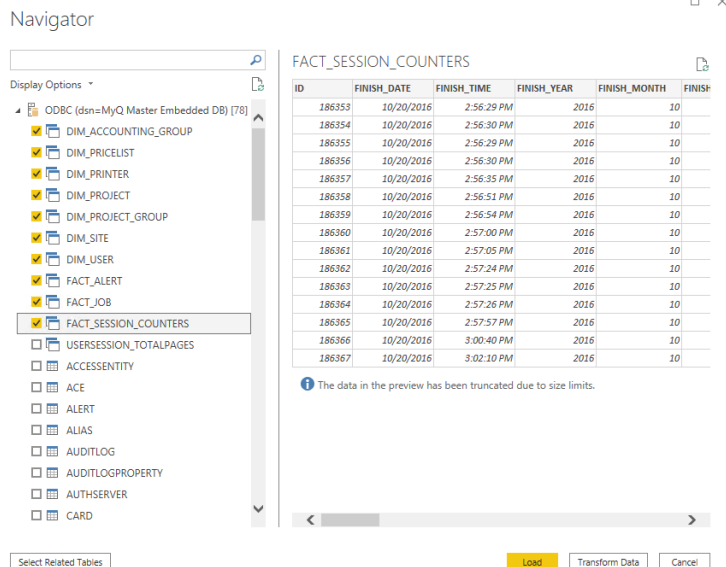 Navigator
Display Options
ODBC (dsn=MyQ Master Embedded DB) [78]
DIM_ACCOUNTING_GROUP
DIM_PRICELIST
DIM_PRINTER
DIM_PROJECT
DIM_PROJECT_GROUP
DIM_SITE
DIM_USER
FACT_ALERT
FACT_JOB
FACT_SESSION_COUNTERS
USERSESSION_TOTALPAGES
ACCESSENTITY
ACE
ALERT
ALIAS
AUDITLOG
AUDITLOGPROPERTY
AUTHSERVER
CARD
FACT_SESSION_COUNTERS
ID FINISH_DATE FINISH_TIME FINISH_YEAR FINISH_MONTH FINISH
186353 10/20/2016 2:56:29 PM 2016 10
186354 10/20/2016 2:56:30 PM 2016 10
186355 10/20/2016 2:56:29 PM 2016 10
186356 10/20/2016 2:56:30 PM 2016 10
186357 10/20/2016 2:56:35 PM 2016 10
186358 10/20/2016 2:56:51 PM 2016 10
186359 10/20/2016 2:56:54 PM 2016 10
186360 10/20/2016 2:57:00 PM 2016 10
186361 10/20/2016 2:57:05 PM 2016 10
186362 10/20/2016 2:57:24 PM 2016 10
186363 10/20/2016 2:57:25 PM 2016 10
186364 10/20/2016 2:57:26 PM 2016 10
186365 10/20/2016 2:57:57 PM 2016 10
186366 10/20/2016 3:00:40 PM 2016 10
186367 10/20/2016 3:02:10 PM 2016 10
The data in the preview has been truncated due to size limits.
Select Related Tables
Load Transform Data Cancel